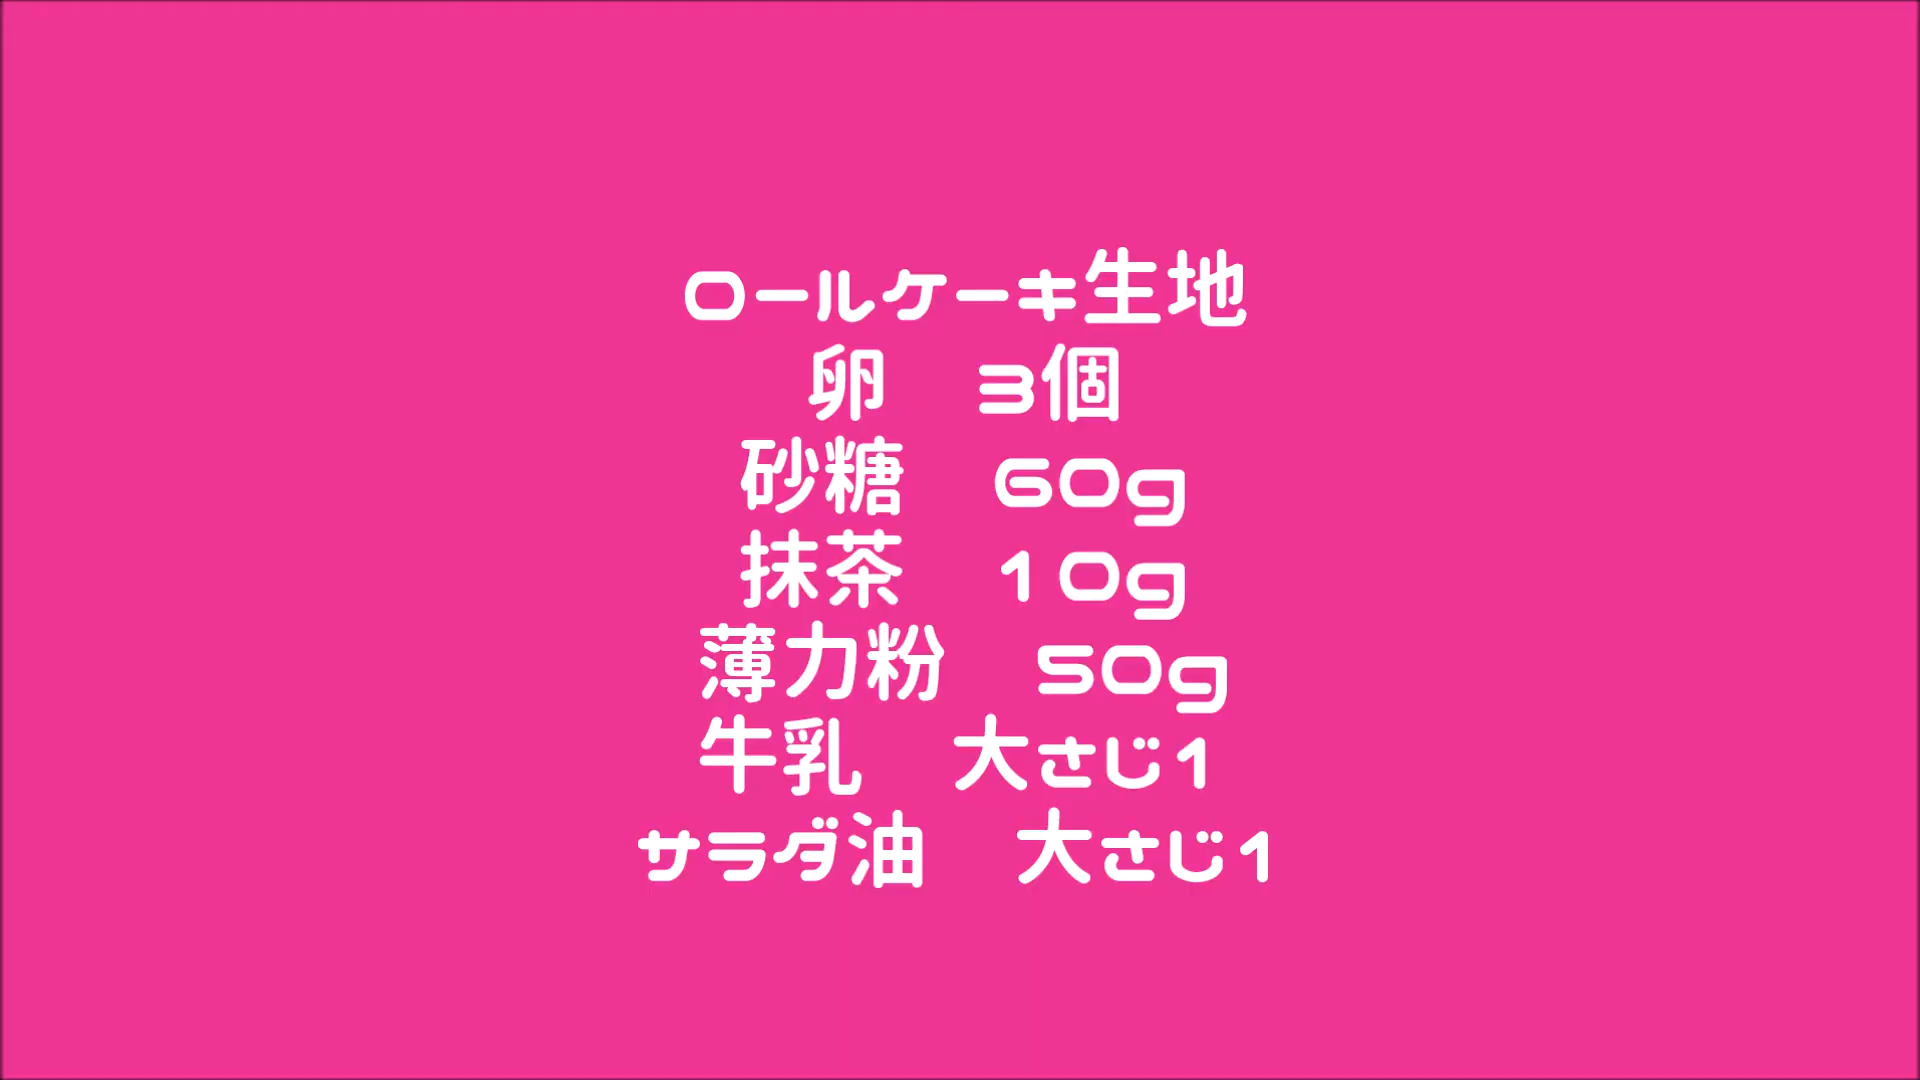 ロールケーキ生地
卵　3個
砂糖　60g
抹茶　10g
薄力粉　50g
牛乳　大さじ1
サラダ油　大さじ1